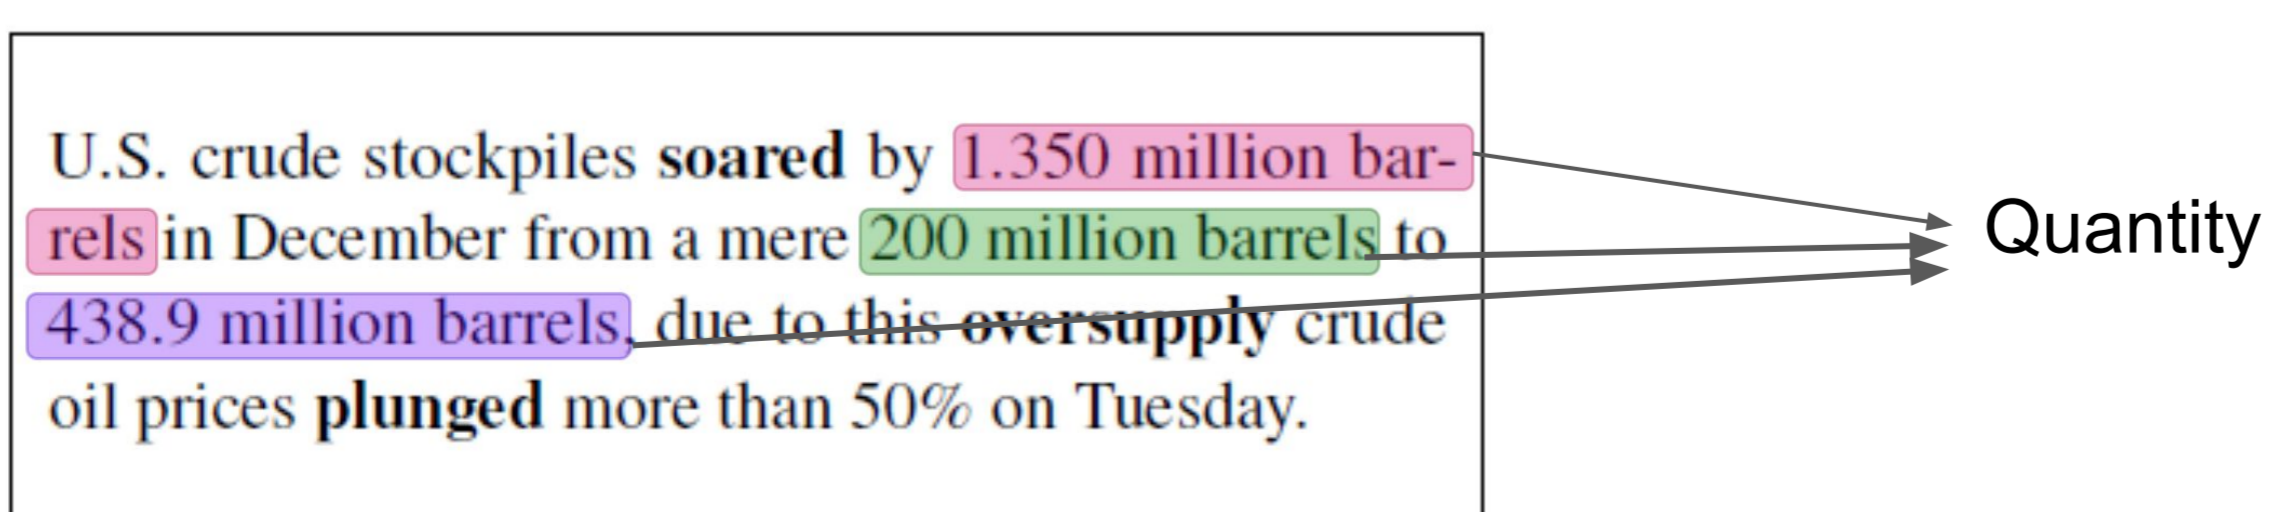 U.S. crude stockpiles soared by 1.350 million bar-
rels in December from a mere 200 million barrels to
438.9 million barrels, due to this oversupply crude
oil prices plunged more than 50% on Tuesday.
Quantity